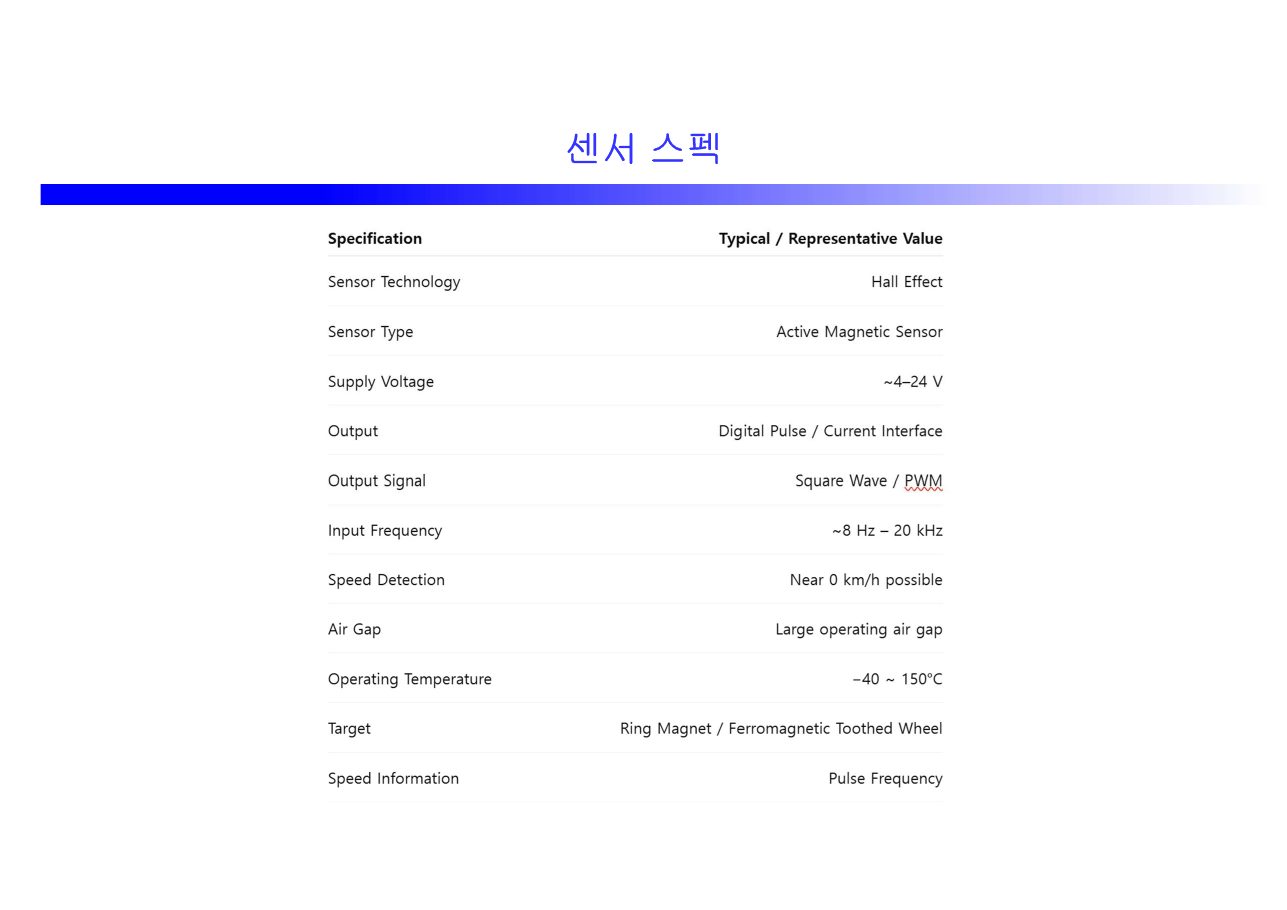 센서 스펙
Specification Typical / Representative Value
Sensor Technology Hall Effect
Sensor Type Active Magnetic Sensor
Supply Voltage ~4–24 V
Output Digital Pulse / Current Interface
Output Signal Square Wave / PWM
Input Frequency ~8 Hz – 20 kHz
Speed Detection Near 0 km/h possible
Air Gap Large operating air gap
Operating Temperature −40 ~ 150°C
Target Ring Magnet / Ferromagnetic Toothed Wheel
Speed Information Pulse Frequency